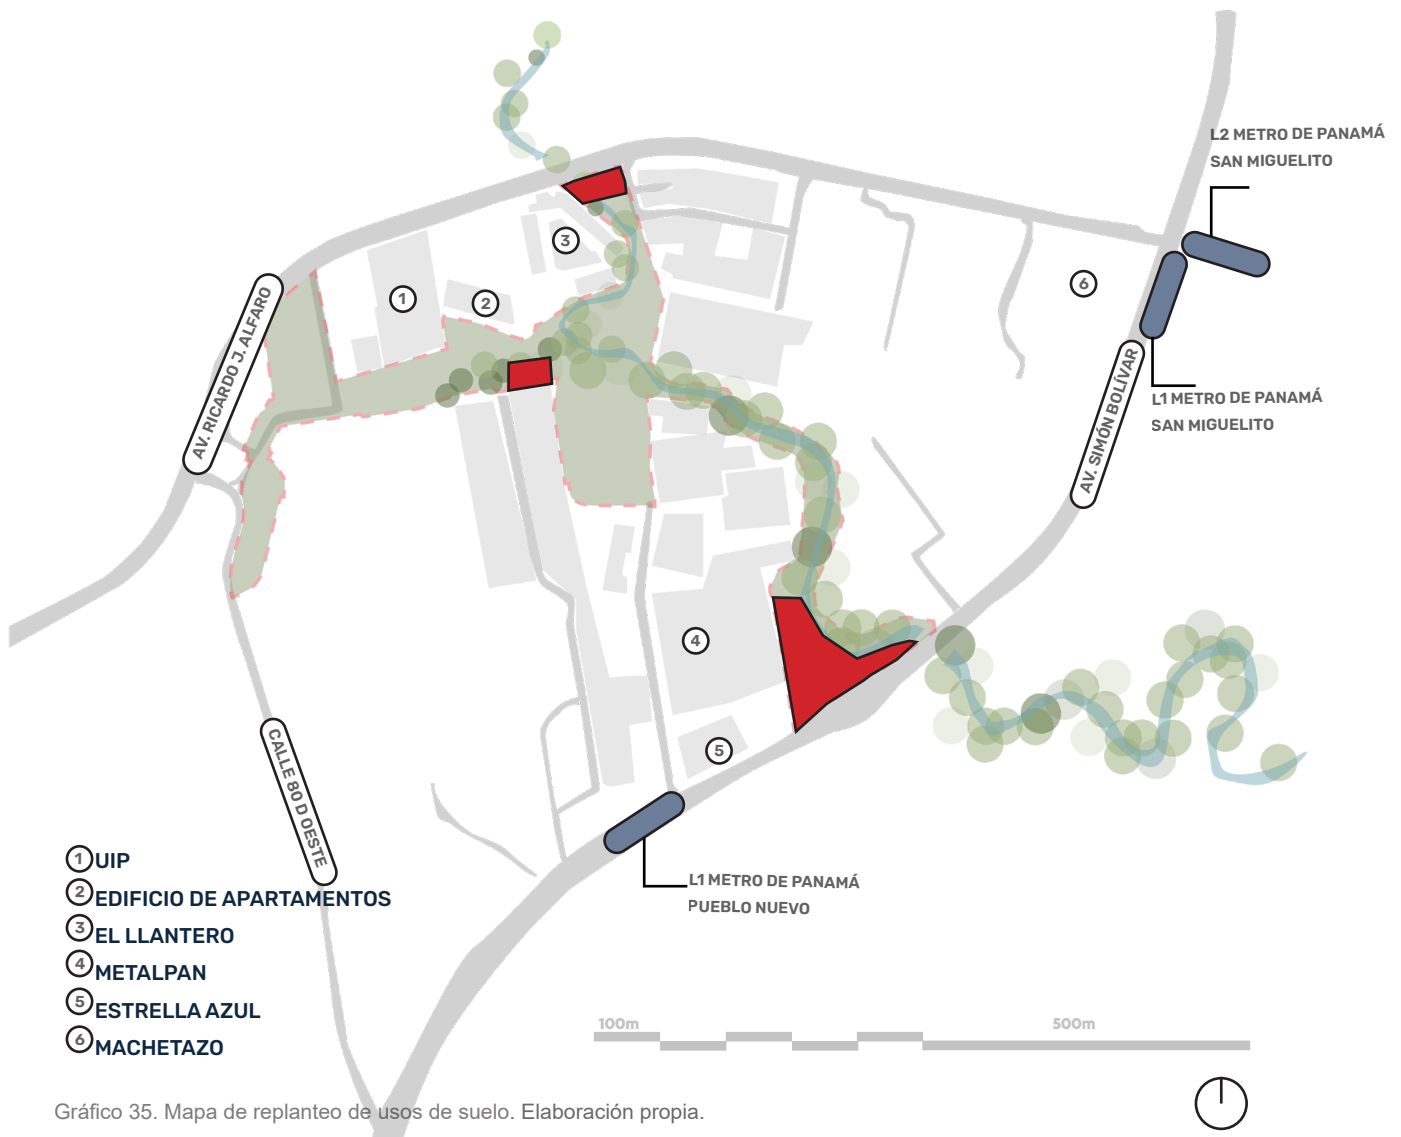 L2 METRO DE PANAMÁ
SAN MIGUELITO
3
6
1
2
AV. RICARDO J. ALFARO
AV. SIMÓN BOLÍVAR
L1 METRO DE PANAMÁ
SAN MIGUELITO
4
5
CALLE 80 D OESTE
L1 METRO DE PANAMÁ
PUEBLO NUEVO
1 UIP
2 EDIFICIO DE APARTAMENTOS
3 EL LLANTERO
4 METALPAN
5 ESTRELLA AZUL
6 MACHETAZO
100m 500m
Gráfico 35. Mapa de replanteo de usos de suelo. Elaboración propia.